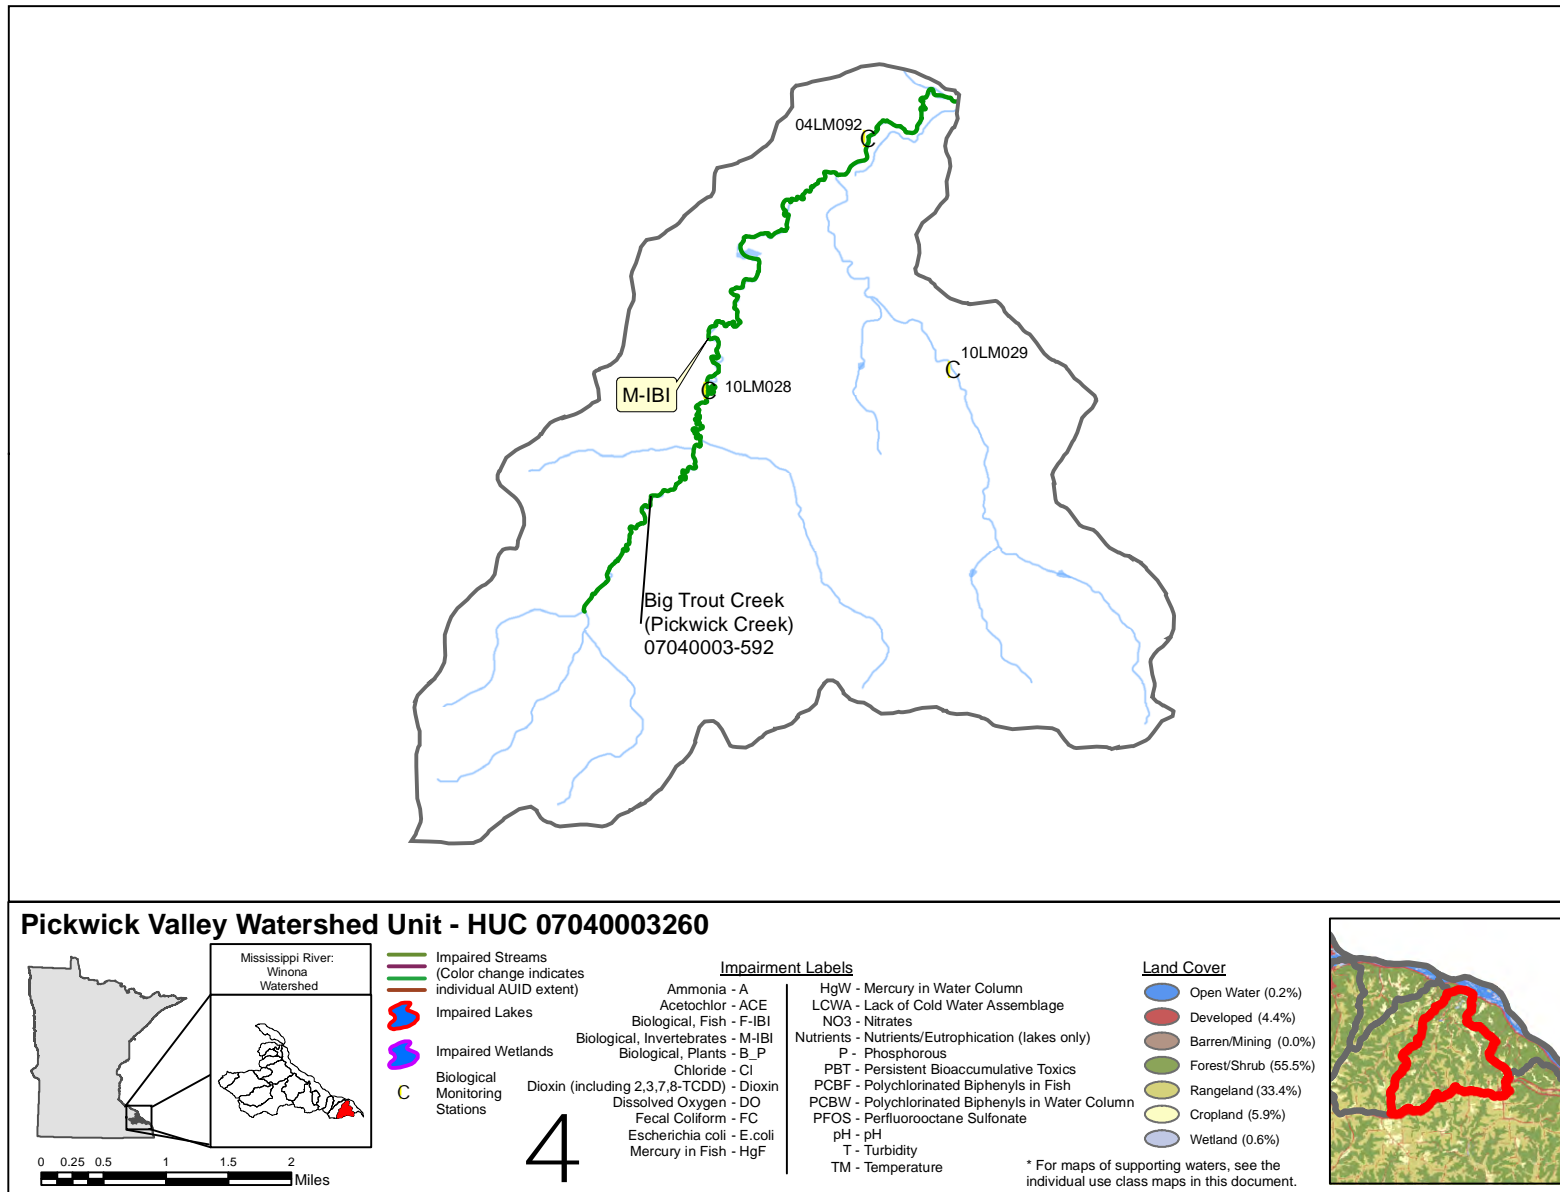 04LM092
C
10LM029
C
M-IBI
10LM028
C
Big Trout Creek
(Pickwick Creek)
07040003-592
Pickwick Valley Watershed Unit - HUC 07040003260
Mississippi River:
Winona
Watershed
0 0.25 0.5 1 1.5 2
Miles
Impaired Streams
(Color change indicates
individual AUID extent)
Impaired Lakes
Impaired Wetlands
C
Biological
Monitoring
Stations
4
Impairment Labels
Ammonia - A
Acetochlor - ACE
Biological, Fish - F-IBI
Biological, Invertebrates - M-IBI
Biological, Plants - B_P
Chloride - Cl
Dioxin (including 2,3,7,8-TCDD) - Dioxin
Dissolved Oxygen - DO
Fecal Coliform - FC
Escherichia coli - E.coli
Mercury in Fish - HgF
HgW - Mercury in Water Column
LCWA - Lack of Cold Water Assemblage
NO3 - Nitrates
Nutrients - Nutrients/Eutrophication (lakes only)
P - Phosphorous
PBT - Persistent Bioaccumulative Toxics
PCBF - Polychlorinated Biphenyls in Fish
PCBW - Polychlorinated Biphenyls in Water Column
PFOS - Perfluorooctane Sulfonate
pH - pH
T - Turbidity
TM - Temperature
Land Cover
Open Water (0.2%)
Developed (4.4%)
Barren/Mining (0.0%)
Forest/Shrub (55.5%)
Rangeland (33.4%)
Cropland (5.9%)
Wetland (0.6%)
* For maps of supporting waters, see the
individual use class maps in this document.